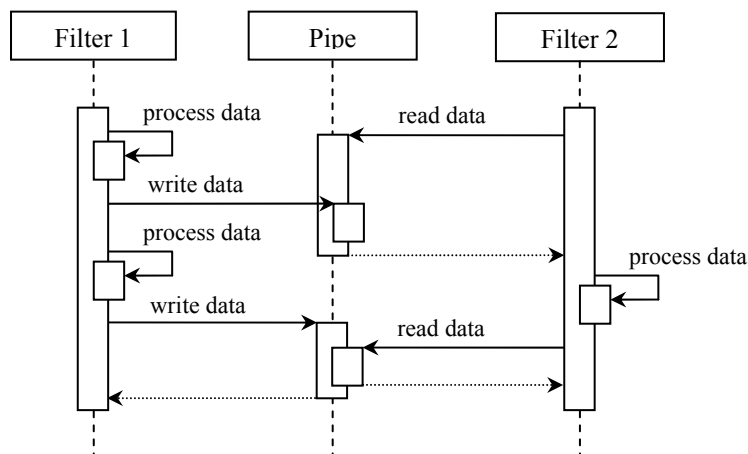 Filter 1
Pipe
Filter 2
process data
read data
write data
process data
process data
write data
read data